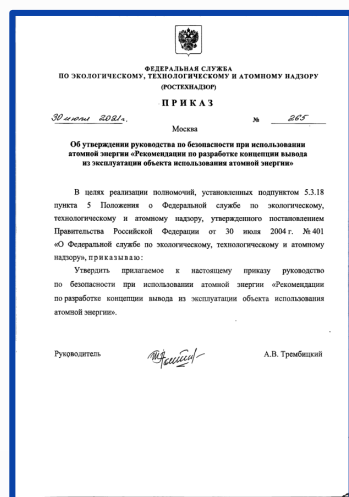 ФЕДЕРАЛЬНАЯ СЛУЖБА
ПО ЭКОЛОГИЧЕСКОМУ, ТЕХНОЛОГИЧЕСКОМУ И АТОМНОМУ НАДЗОРУ
(РОСТЕХНАДЗОР)
ПРИКАЗ
30 июля 2021г. № 265
Москва
Об утверждении руководства по безопасности при использовании
атомной энергии «Рекомендации по разработке концепции вывода
из эксплуатации объекта использования атомной энергии»
В целях реализации полномочий, установленных подпунктом 5.3.18
пункта 5 Положения о Федеральной службе по экологическому,
технологическому и атомному надзору, утвержденного постановлением
Правительства Российской Федерации от 30 июля 2004 г. № 401
«О Федеральной службе по экологическому, технологическому и атомному
надзору», приказываю:
Утвердить прилагаемое к настоящему приказу руководство
по безопасности при использовании атомной энергии «Рекомендации
по разработке концепции вывода из эксплуатации объекта использования
атомной энергии».
Руководитель А.В. Трембицкий